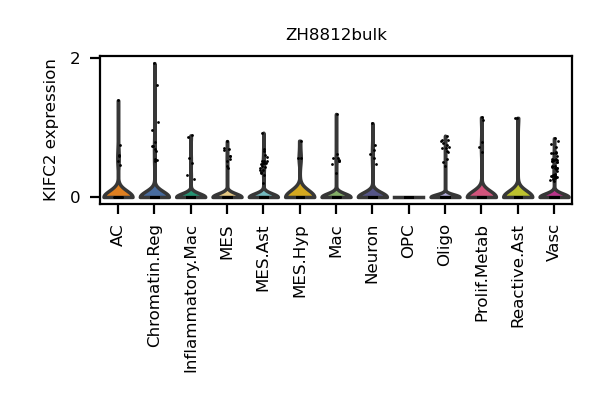 ZH8812bulk
KIFC2 expression
2
0
AC
Chromatin.Reg
Inflammatory.Mac
MES
MES.Ast
MES.Hyp
Mac
Neuron
OPC
Oligo
Prolif.Metab
Reactive.Ast
Vasc